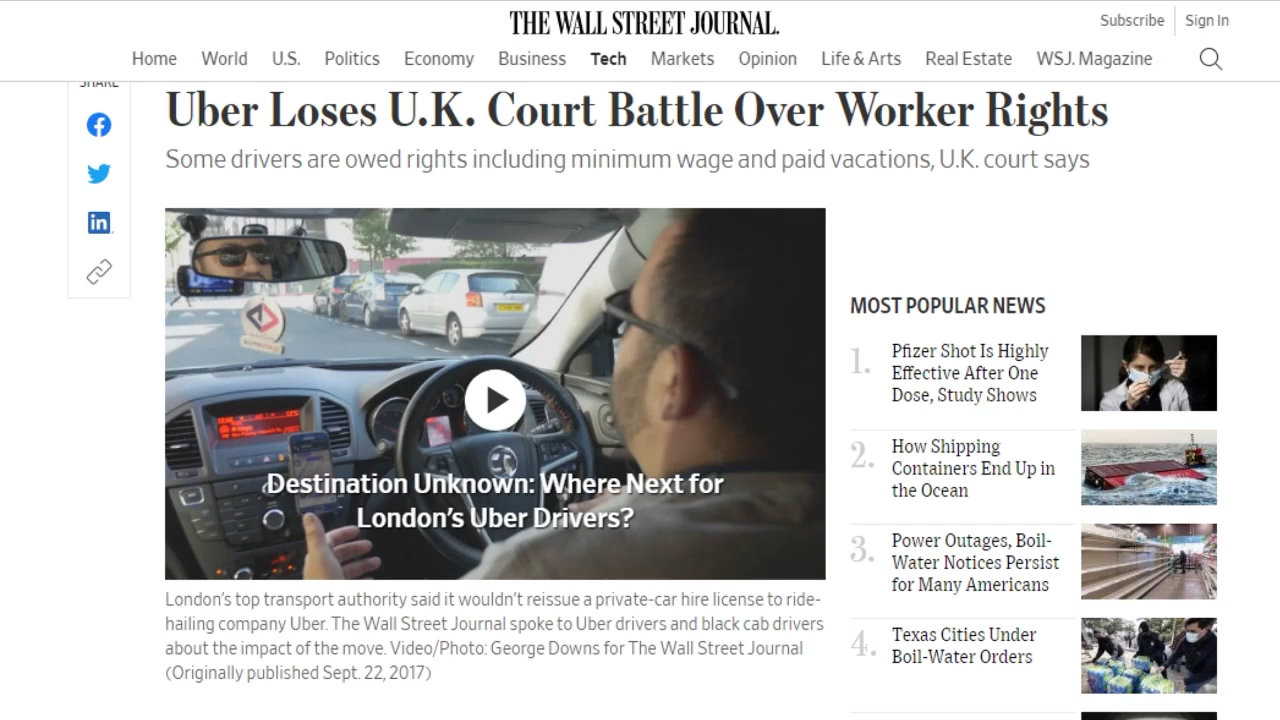 THE WALL STREET JOURNAL.
Subscribe
Sign In
Home
World
U.S.
Politics
Economy
Business
Tech
Markets
Opinion
Life & Arts
Real Estate
WSJ. Magazine
SHARE
Uber Loses U.K. Court Battle Over Worker Rights
Some drivers are owed rights including minimum wage and paid vacations, U.K. court says
in
Destination Unknown: Where Next for
London's Uber Drivers?
London's top transport authority said it wouldn't reissue a private-car hire license to ride-
hailing company Uber. The Wall Street Journal spoke to Uber drivers and black cab drivers
about the impact of the move. Video/Photo: George Downs for The Wall Street Journal
(Originally published Sept. 22, 2017)
MOST POPULAR NEWS
1.
Pfizer Shot Is Highly
Effective After One
Dose, Study Shows
2.
How Shipping
Containers End Up in
the Ocean
3.
Power Outages, Boil-
Water Notices Persist
for Many Americans
4.
Texas Cities Under
Boil-Water Orders